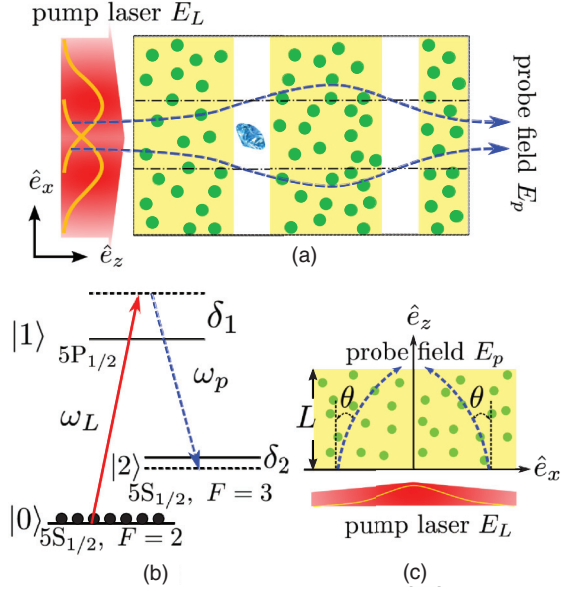 pump laser E_L
probe field E_p
ê_x
ê_z
(a)
|1⟩
5P_{1/2}
δ_1
ω_L
ω_p
|2⟩
δ_2
5S_{1/2}, F = 3
|0⟩
5S_{1/2}, F = 2
(b)
ê_z
probe field E_p
L
θ
θ
ê_x
pump laser E_L
(c)